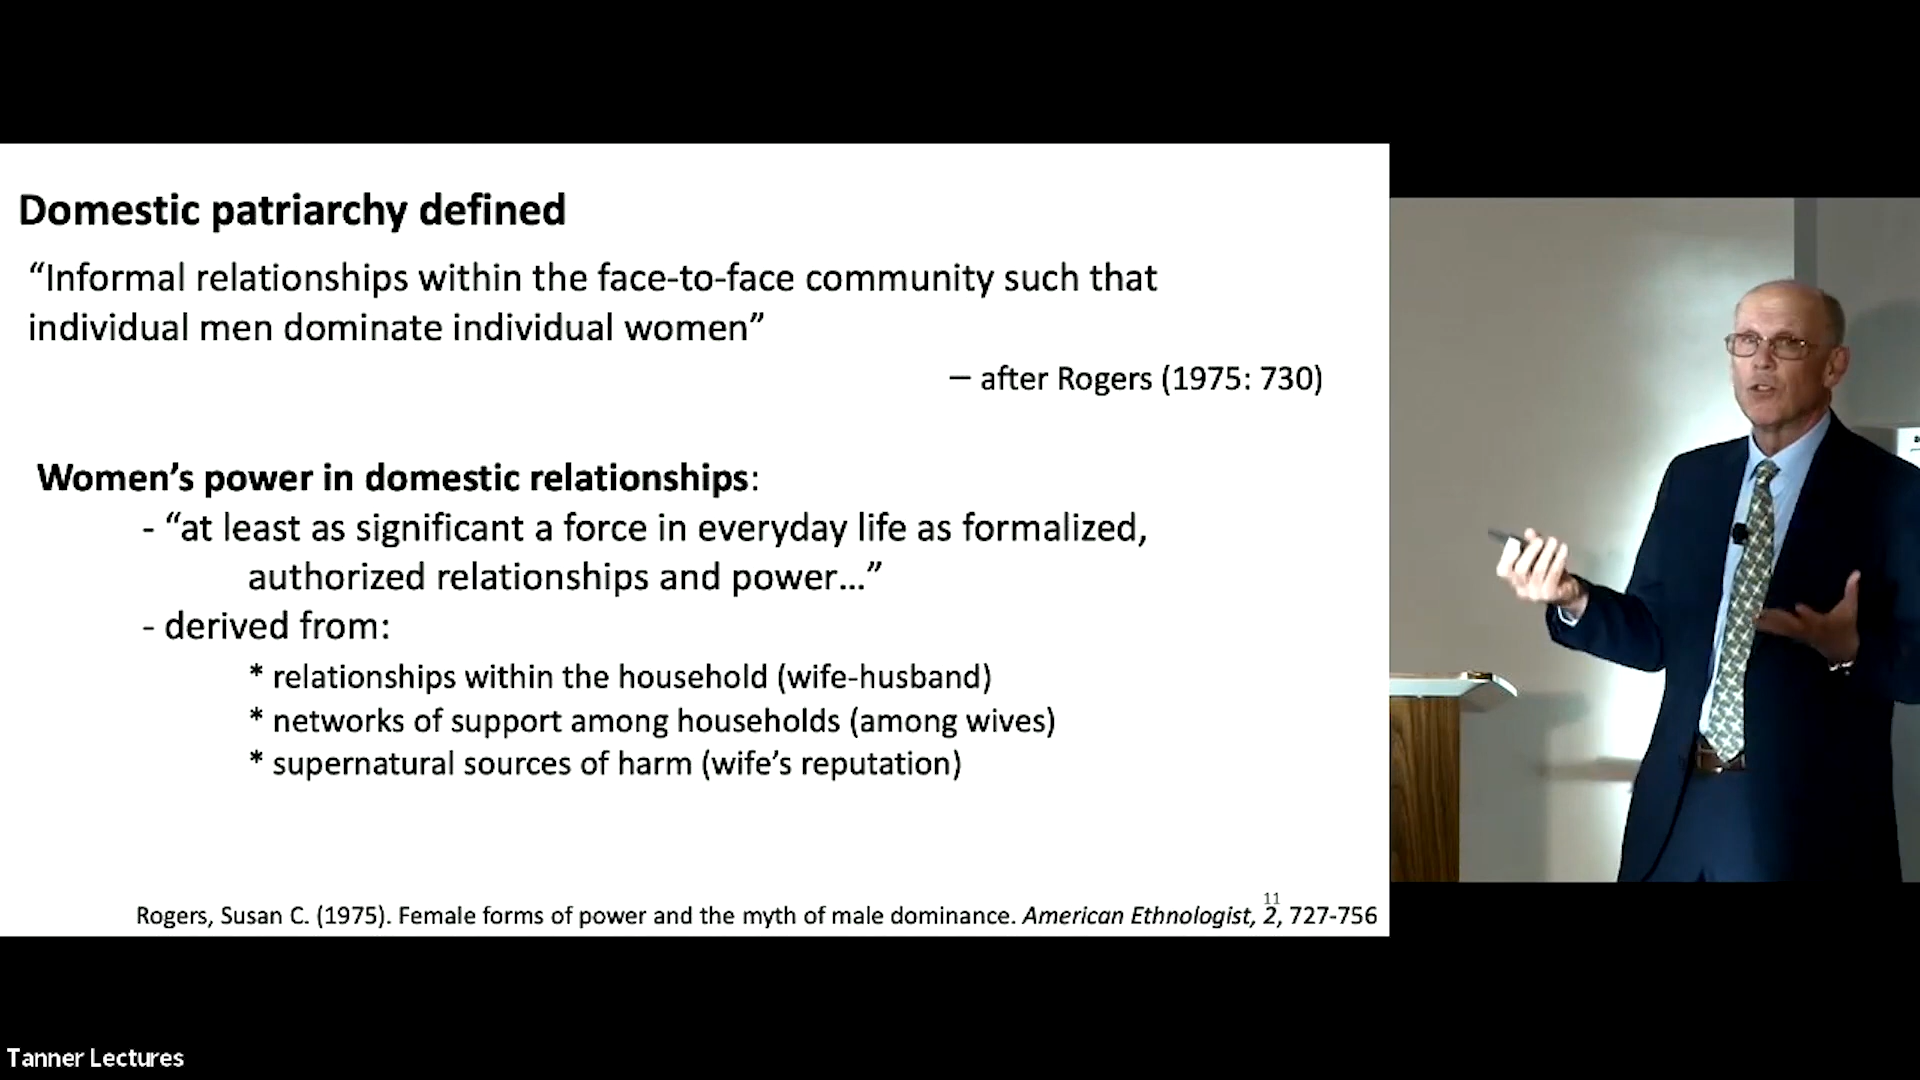 Domestic patriarchy defined
“Informal relationships within the face-to-face community such that
individual men dominate individual women”
– after Rogers (1975: 730)
Women’s power in domestic relationships:
- “at least as significant a force in everyday life as formalized,
authorized relationships and power…”
- derived from:
* relationships within the household (wife-husband)
* networks of support among households (among wives)
* supernatural sources of harm (wife’s reputation)
11
Rogers, Susan C. (1975). Female forms of power and the myth of male dominance. American Ethnologist, 2, 727-756
Tanner Lectures